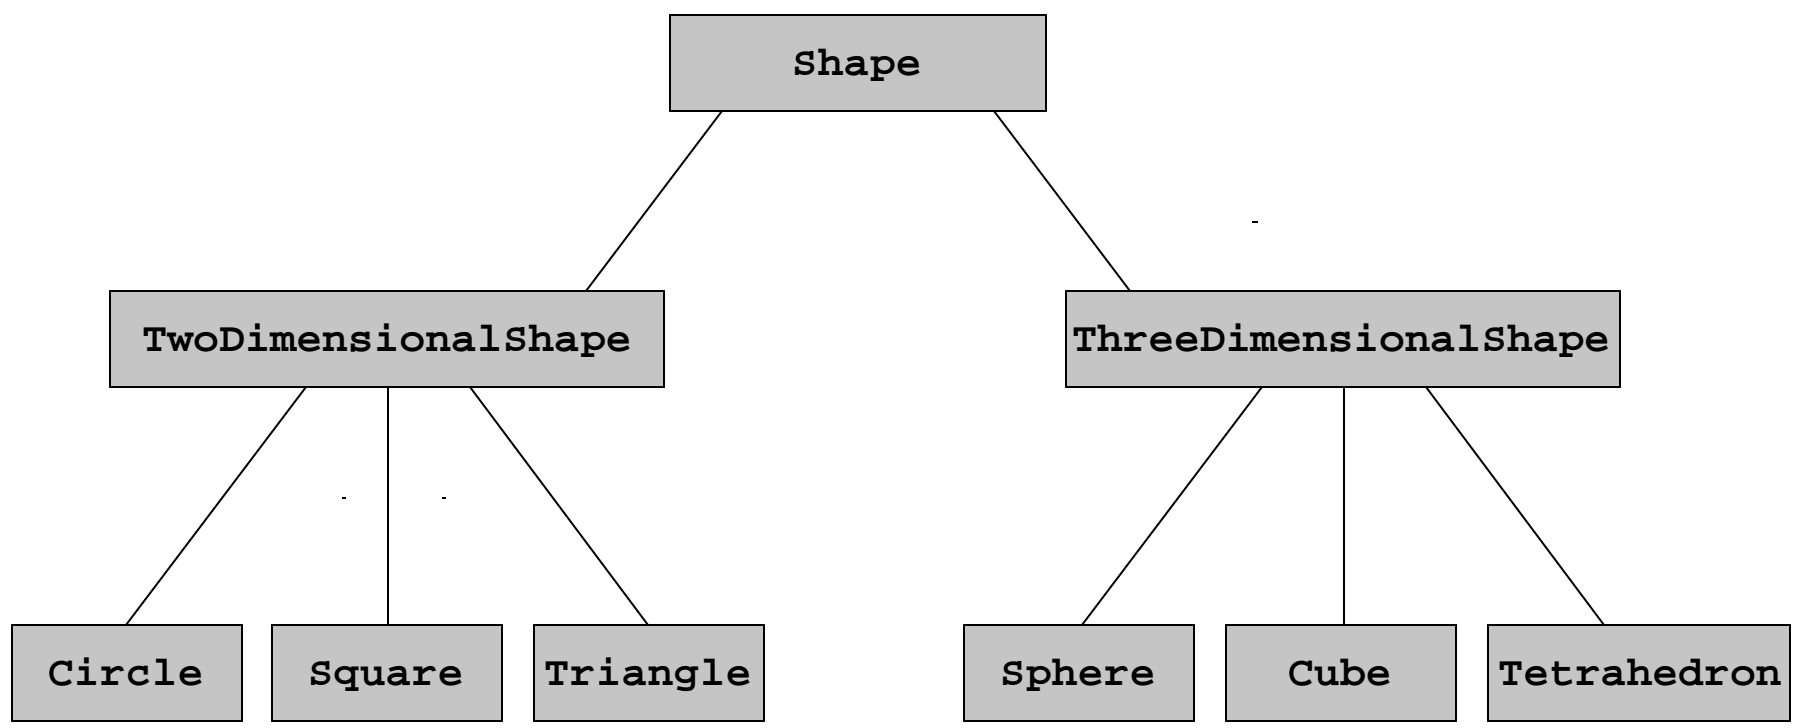 Shape
TwoDimensionalShape
ThreeDimensionalShape
Circle
Square
Triangle
Sphere
Cube
Tetrahedron